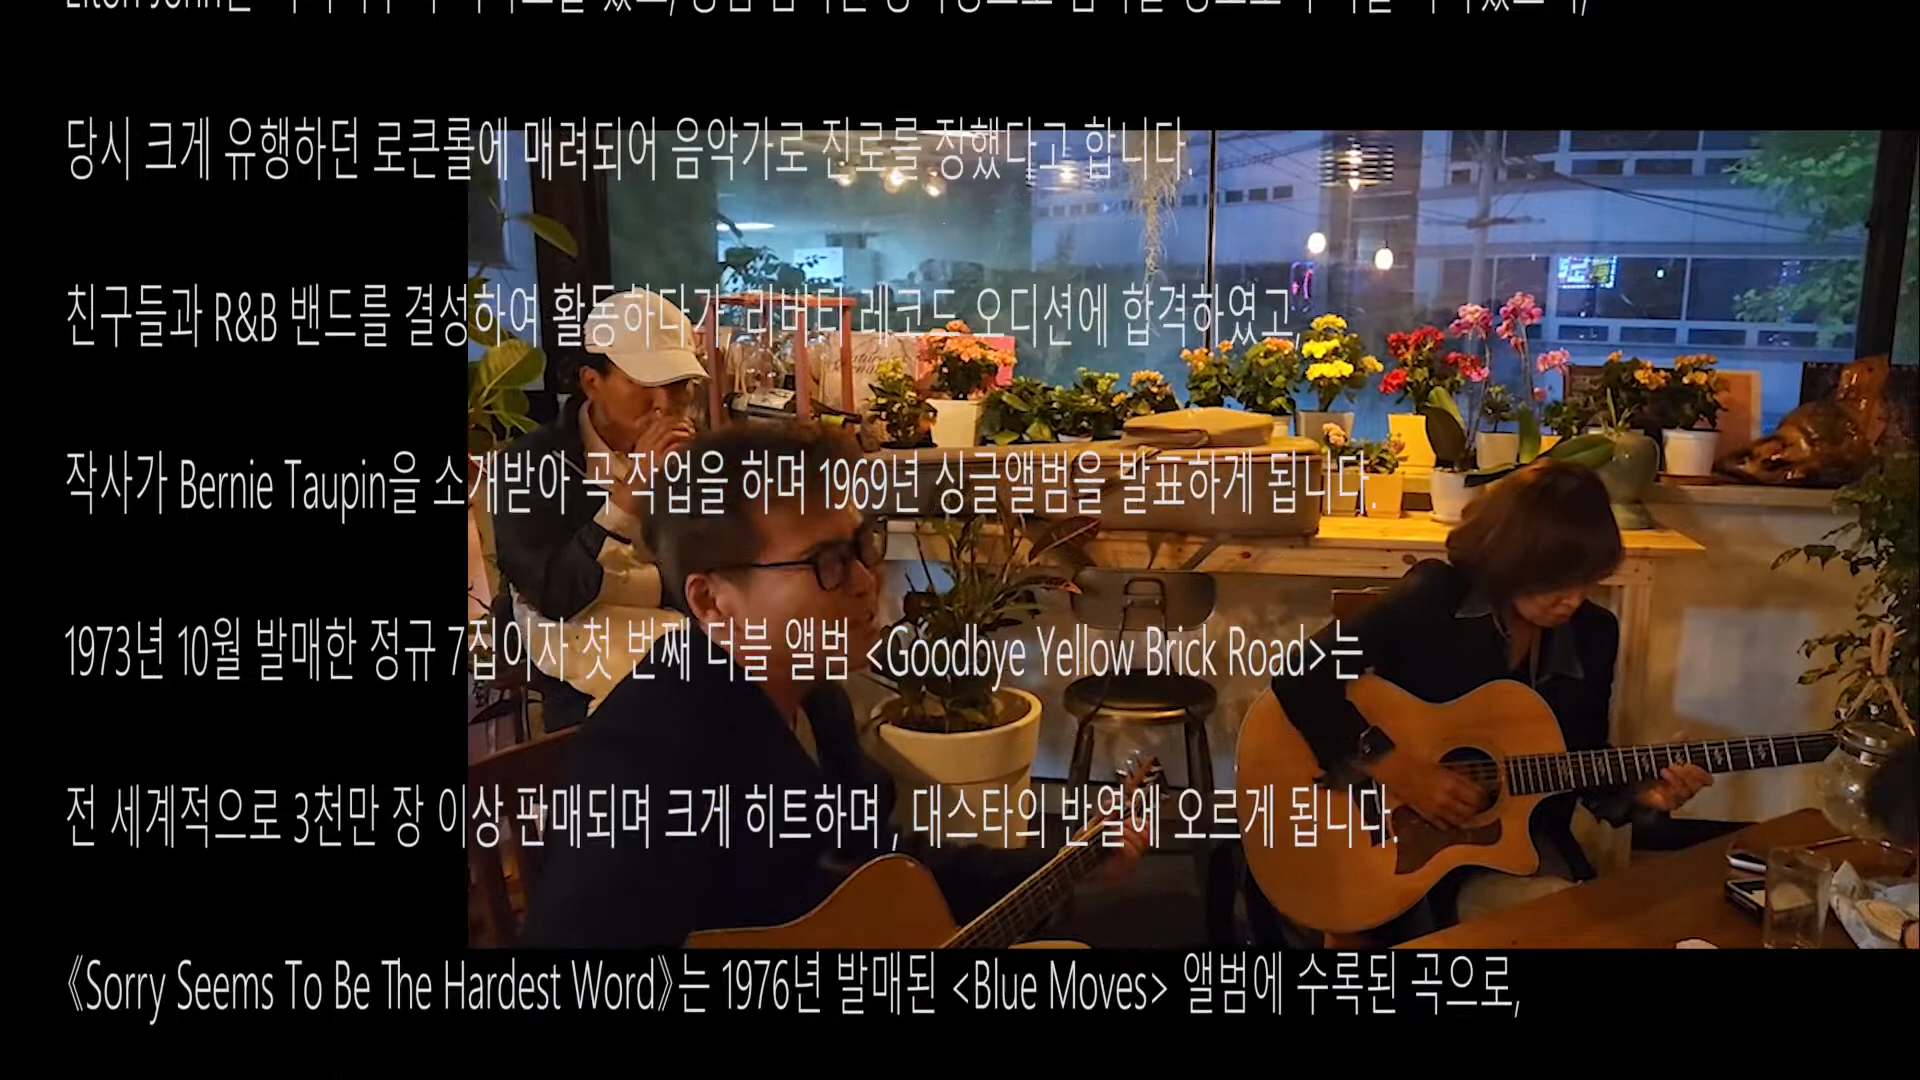 Elton John은
당시 크게 유행하던 로큰롤에 매려되어 음악가로 진로를 정했다고 합니다.
친구들과 R&B 밴드를 결성하여 활동하다가, 리버티 레코드 오디션에 합격하였고,
작사가 Bernie Taupin을 소개받아 곡 작업을 하며 1969년 싱글앨범을 발표하게 됩니다.
1973년 10월 발매한 정규 7집이자 첫 번째 더블 앨범 <Goodbye Yellow Brick Road>는
전 세계적으로 3천만 장 이상 판매되며 크게 히트하며 , 대스타의 반열에 오르게 됩니다.
《Sorry Seems To Be The Hardest Word》는 1976년 발매된 <Blue Moves> 앨범에 수록된 곡으로,